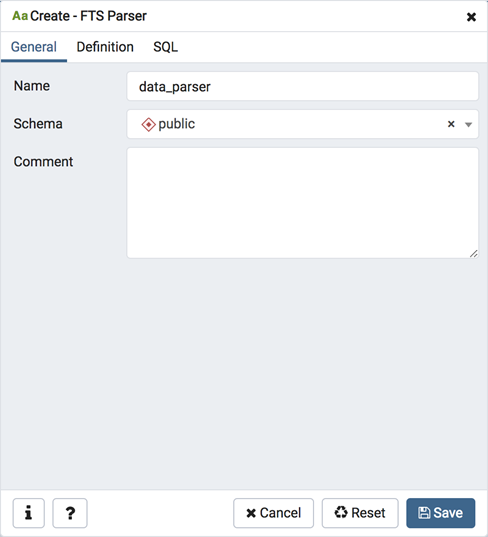 Aa Create - FTS Parser
General Definition SQL
Name data_parser
Schema public
Comment
i ? Cancel Reset Save